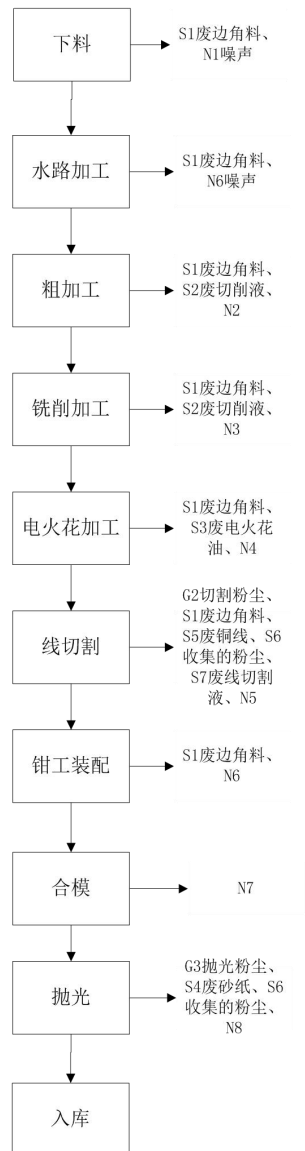 下料
S1废边角料、
N1噪声
水路加工
S1废边角料、
N6噪声
粗加工
S1废边角料、
S2废切削液、
N2
铣削加工
S1废边角料、
S2废切削液、
N3
电火花加工
S1废边角料、
S3废电火花
油、N4
线切割
G2切割粉尘、
S1废边角料、
S5废铜线、S6
收集的粉尘、
S7废线切割
液、N5
钳工装配
S1废边角料、
N6
合模
N7
抛光
G3抛光粉尘、
S4废砂纸、S6
收集的粉尘、
N8
入库